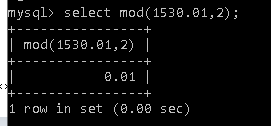 mysql> select mod(1530.01,2);
+----------------+
| mod(1530.01,2) |
+----------------+
|           0.01 |
+----------------+
1 row in set (0.00 sec)